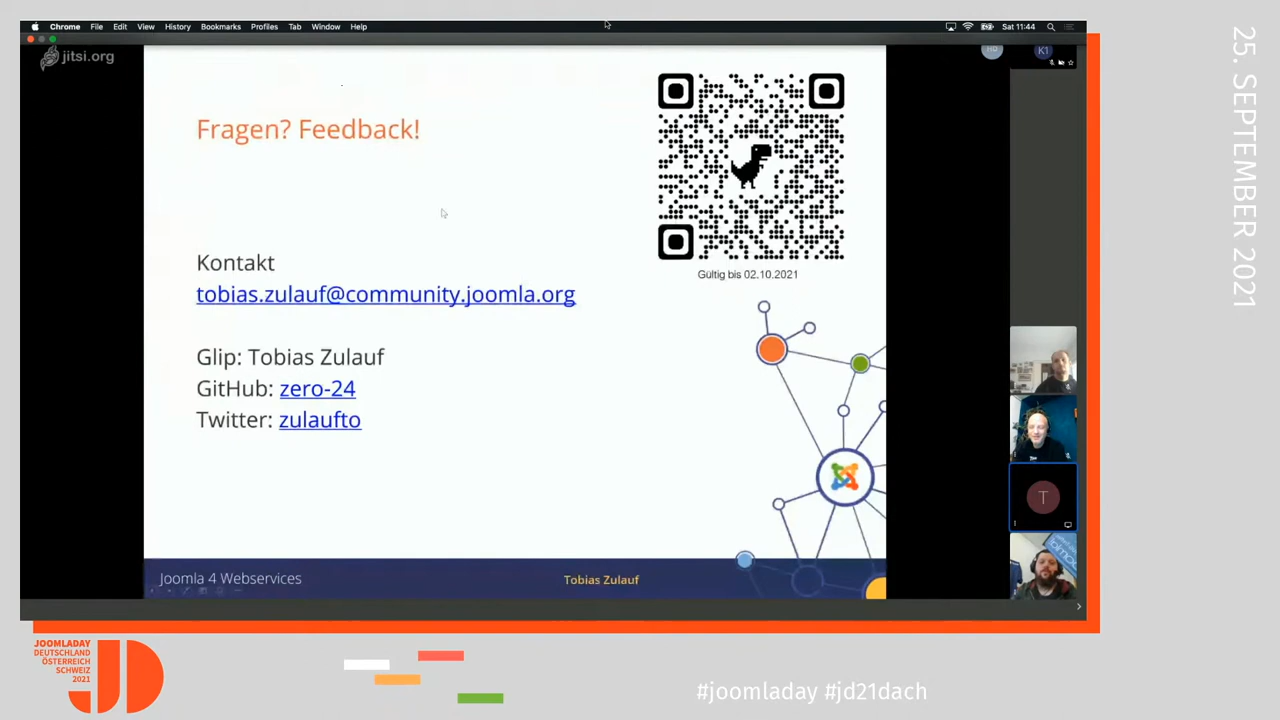 Chrome File Edit View History Bookmarks Profiles Tab Window Help
Sat 11:44
jitsi.org
K1
Fragen? Feedback!
Gültig bis 02.10.2021
Kontakt
tobias.zulauf@community.joomla.org
Glip: Tobias Zulauf
GitHub: zero-24
Twitter: zulaufto
T
Joomla 4 Webservices
Tobias Zulauf
25. SEPTEMBER 2021
JOOMLADAY
DEUTSCHLAND
ÖSTERREICH
SCHWEIZ
2021
JD
#joomladay #jd21dach